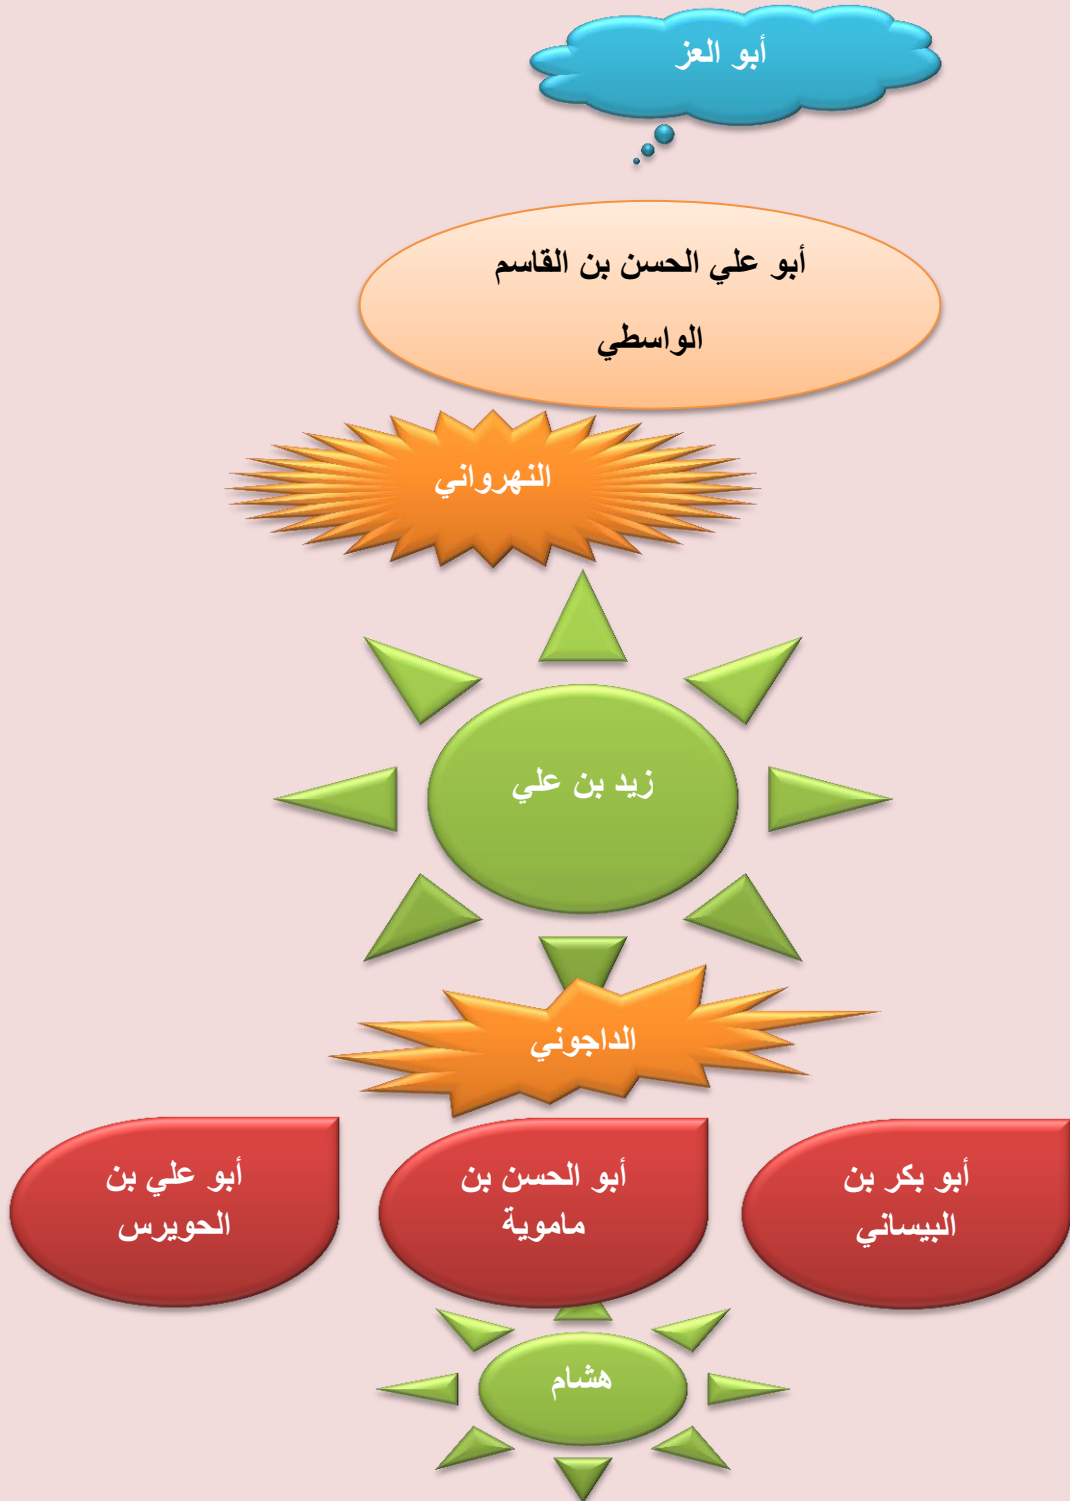 أبو العز
أبو علي الحسن بن القاسم
الواسطي
النهرواني
زيد بن علي
الداجوني
أبو بكر بن
البيساني
أبو الحسن بن
ماموية
أبو علي بن
الحويرس
هشام